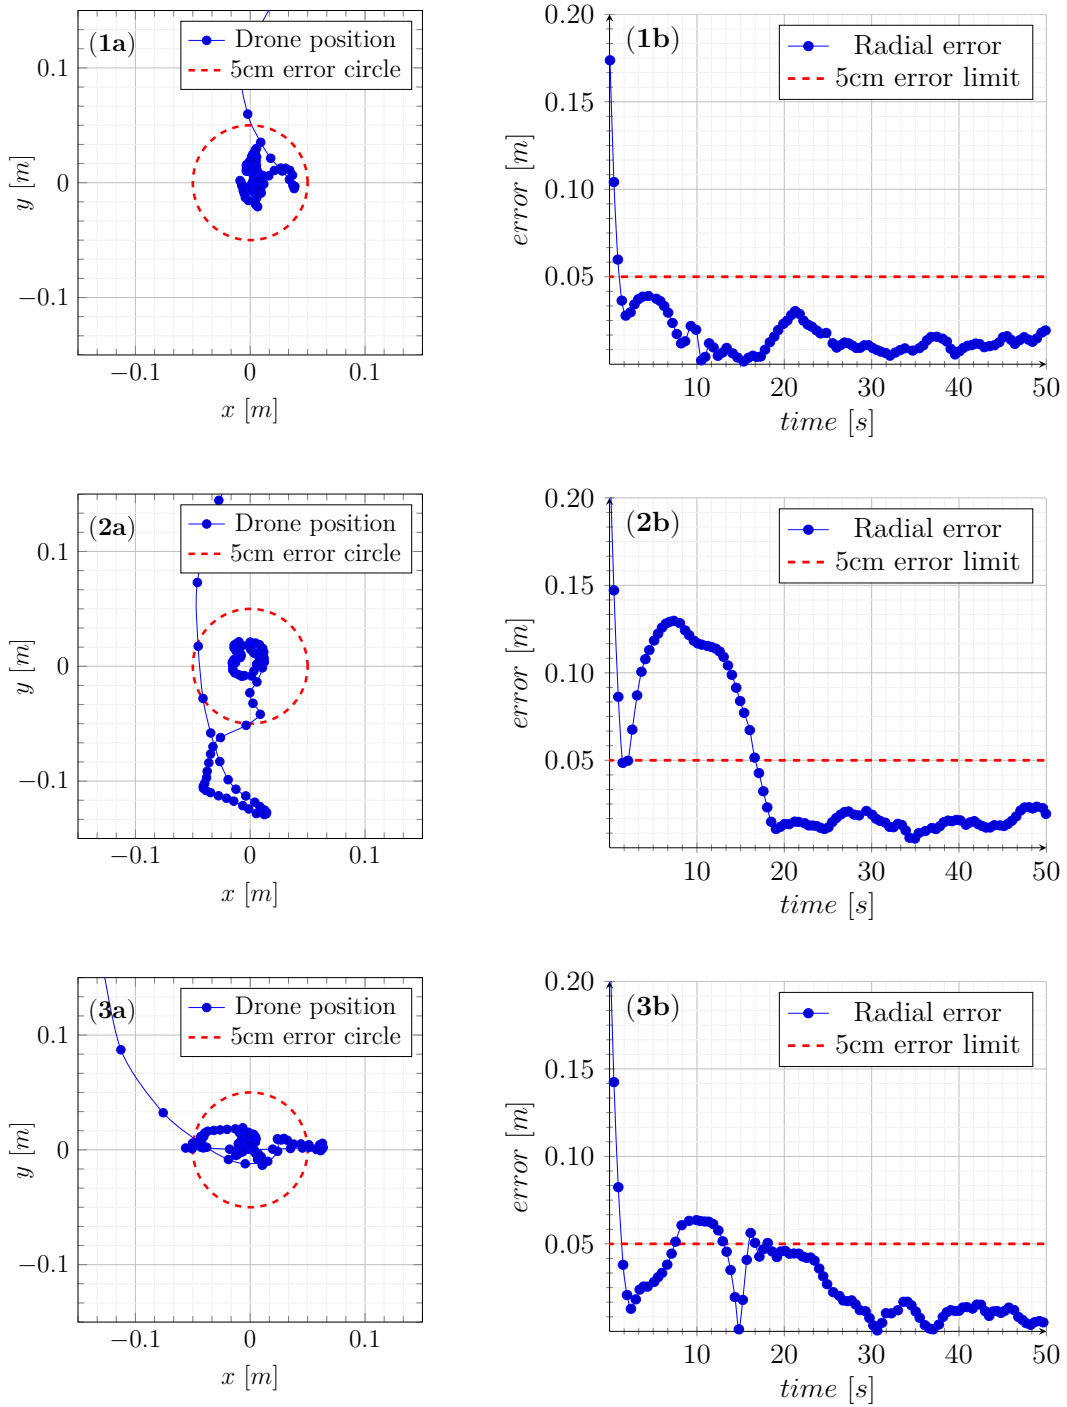 (1a)
Drone position
5cm error circle
0.1
0
−0.1
y [m]
−0.1 0 0.1
x [m]
(1b)
Radial error
5cm error limit
0.20
0.15
0.10
0.05
error [m]
10 20 30 40 50
time [s]
(2a)
Drone position
5cm error circle
0.1
0
−0.1
y [m]
−0.1 0 0.1
x [m]
(2b)
Radial error
5cm error limit
0.20
0.15
0.10
0.05
error [m]
10 20 30 40 50
time [s]
(3a)
Drone position
5cm error circle
0.1
0
−0.1
y [m]
−0.1 0 0.1
x [m]
(3b)
Radial error
5cm error limit
0.20
0.15
0.10
0.05
error [m]
10 20 30 40 50
time [s]